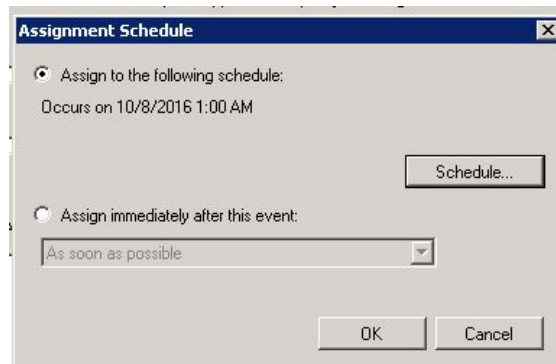 Assignment Schedule
Assign to the following schedule:
Occurs on 10/8/2016 1:00 AM
Schedule...
Assign immediately after this event:
As soon as possible
OK
Cancel